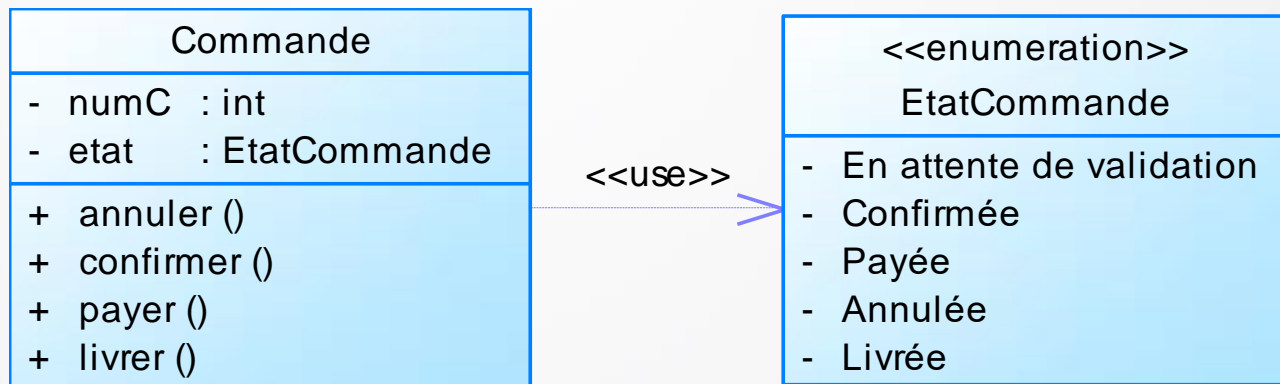 Commande
- numC : int
- etat : EtatCommande
+ annuler ()
+ confirmer ()
+ payer ()
+ livrer ()
<<use>>
<<enumeration>>
EtatCommande
- En attente de validation
- Confirmée
- Payée
- Annulée
- Livrée